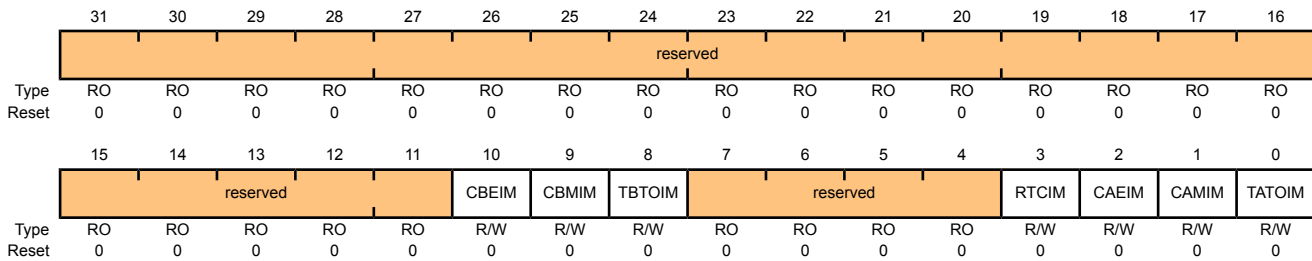 31 30 29 28 27 26 25 24 23 22 21 20 19 18 17 16
reserved
Type RO RO RO RO RO RO RO RO RO RO RO RO RO RO RO RO
Reset 0 0 0 0 0 0 0 0 0 0 0 0 0 0 0 0
15 14 13 12 11 10 9 8 7 6 5 4 3 2 1 0
reserved CBEIM CBMIM TBTOIM reserved RTCIM CAEIM CAMIM TATOIM
Type RO RO RO RO RO R/W R/W R/W RO RO RO RO R/W R/W R/W R/W
Reset 0 0 0 0 0 0 0 0 0 0 0 0 0 0 0 0